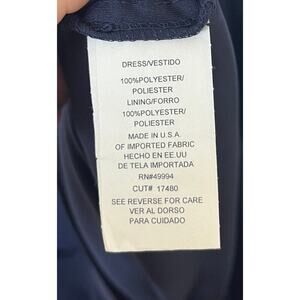 DRESS/VESTIDO
100%POLYESTER/
POLIESTER
LINING/FORRO
100%POLYESTER/
POLIESTER
MADE IN U.S.A
OF IMPORTED FABRIC
HECHO EN EE.UU
DE TELA IMPORTADA
RN#49994
CUT# 17480
SEE REVERSE FOR CARE
VER AL DORSO
PARA CUIDADO